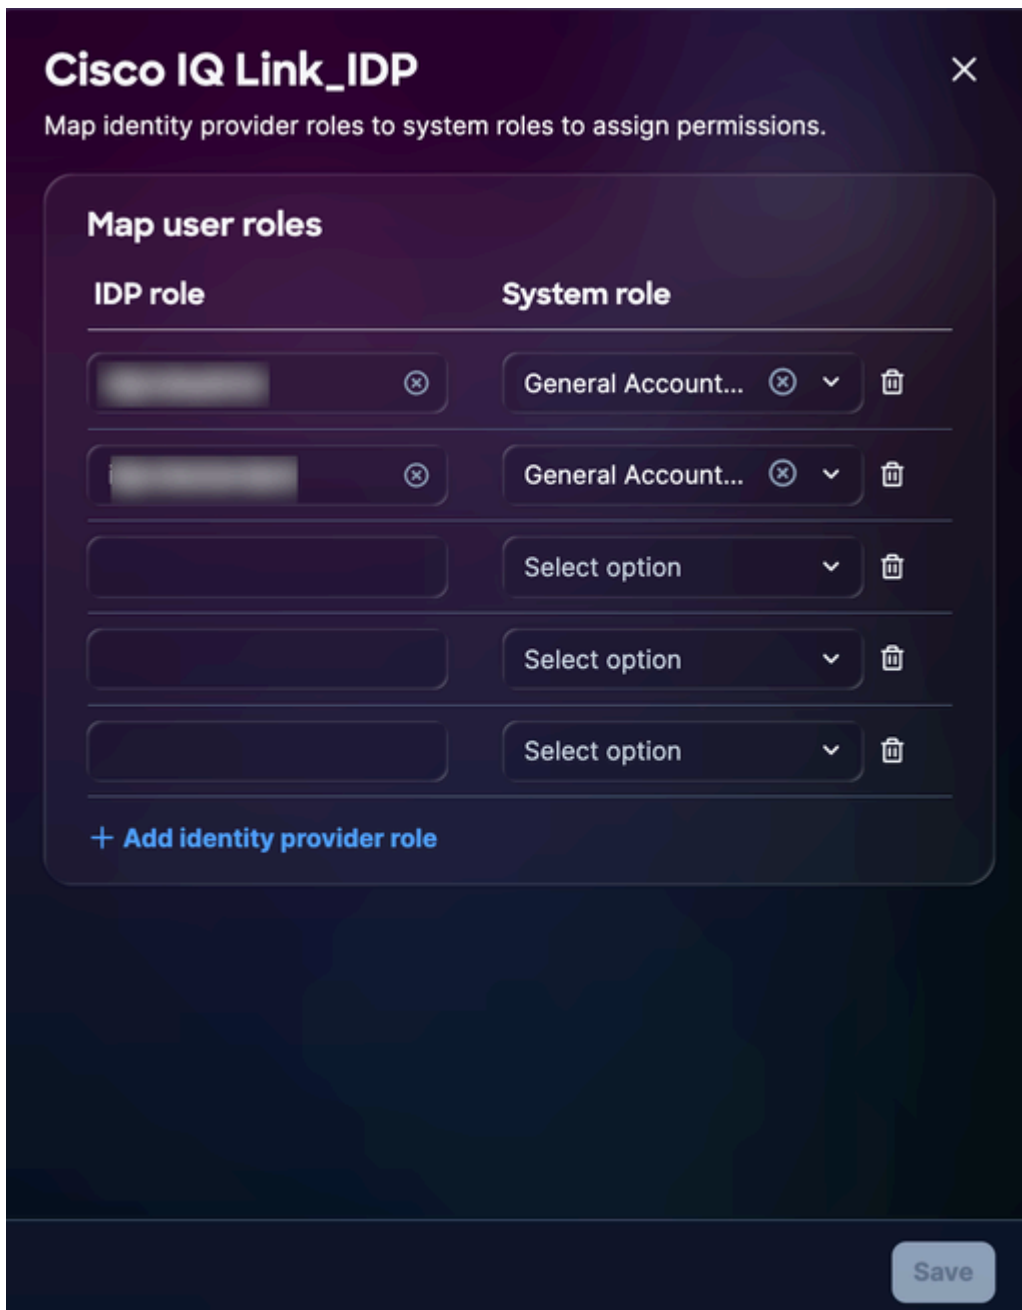 Cisco IQ Link_IDP
Map identity provider roles to system roles to assign permissions.
Map user roles
IDP role System role
General Account...
General Account...
Select option
Select option
Select option
+ Add identity provider role
Save